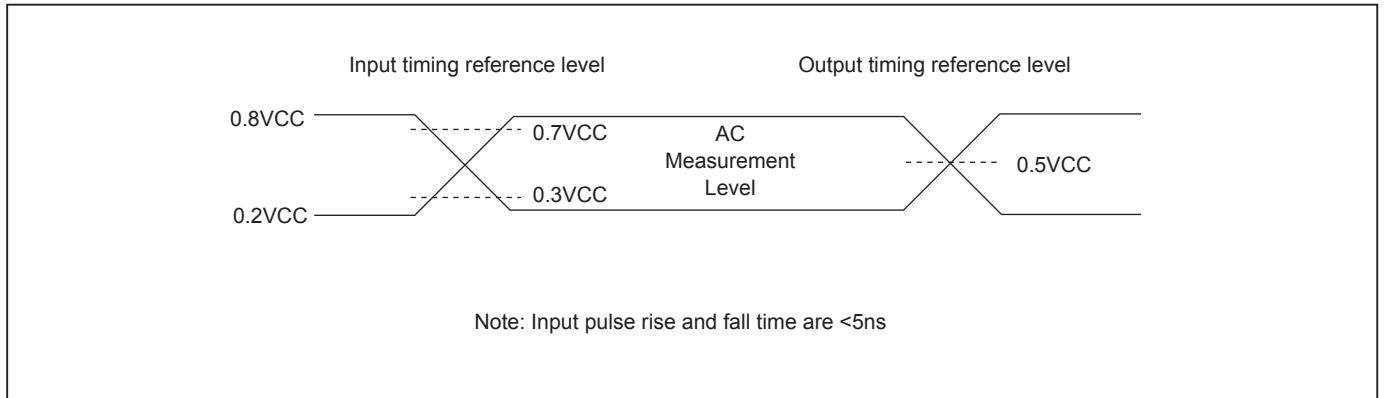 Input timing reference level
Output timing reference level
0.8VCC
0.7VCC
AC
Measurement
Level
0.5VCC
0.3VCC
0.2VCC
Note: Input pulse rise and fall time are <5ns